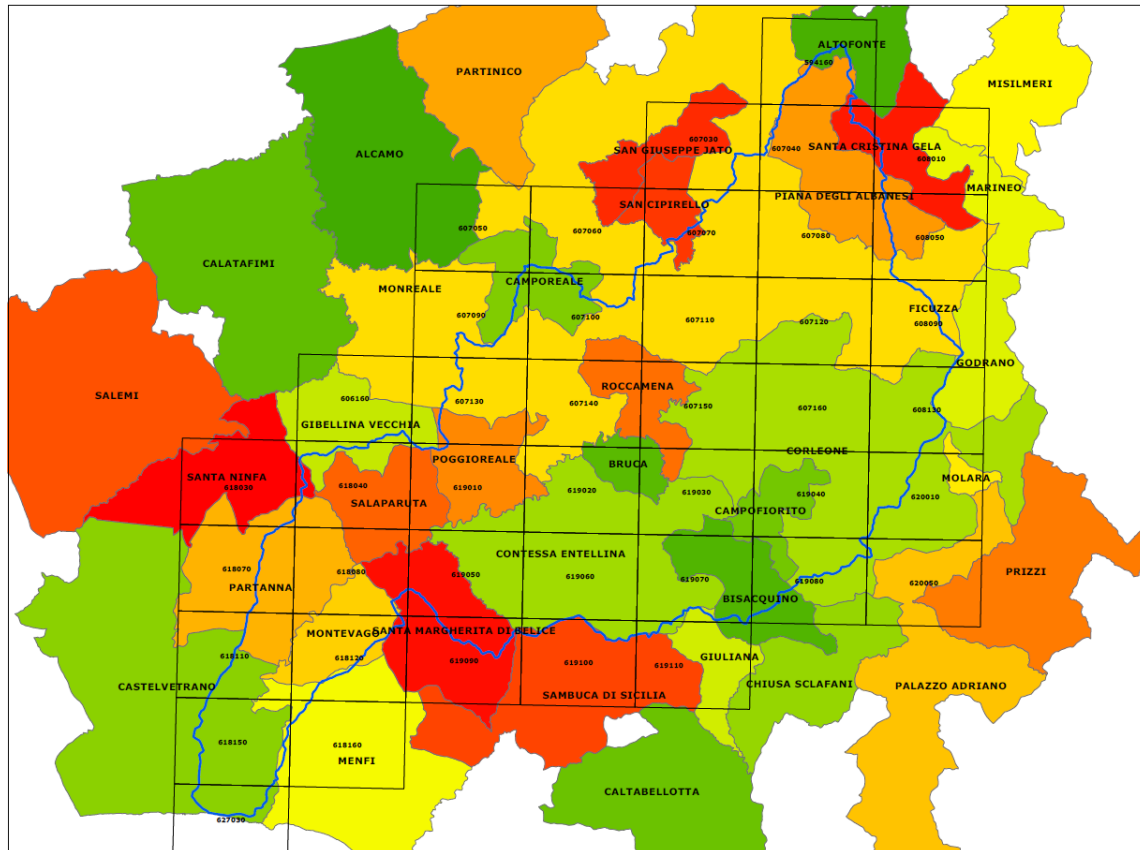 ALTOFONTE
594160
PARTINICO
MISILMERI
607030
SAN GIUSEPPE JATO
607040
SANTA CRISTINA GELA
608010
ALCAMO
MARINEO
PIANA DEGLI ALBANESI
SAN CIPIRELLO
607050
607060
607070
607080
608050
CALATAFIMI
CAMPOREALE
MONREALE
FICUZZA
607090
607100
607110
607120
608090
GODRANO
SALEMI
ROCCAMENA
606160
607130
607140
607150
607160
GIBELLINA VECCHIA
CORLEONE
POGGIOREALE
BRUCA
SANTA NINFA
618030
618040
619010
619020
619030
619040
MOLARA
620010
SALAPARUTA
CAMPOFIORITO
CONTESSA ENTELLINA
618070
618080
619050
619060
619070
619080
620050
PRIZZI
PARTANNA
BISACQUINO
MONTEVAGO
SANTA MARGHERITA DI BELICE
618110
618120
619090
619100
619110
GIULIANA
CASTELVETRANO
SAMBUCA DI SICILIA
CHIUSA SCLAFANI
PALAZZO ADRIANO
618150
618160
MENFI
CALTABELLOTTA
627030